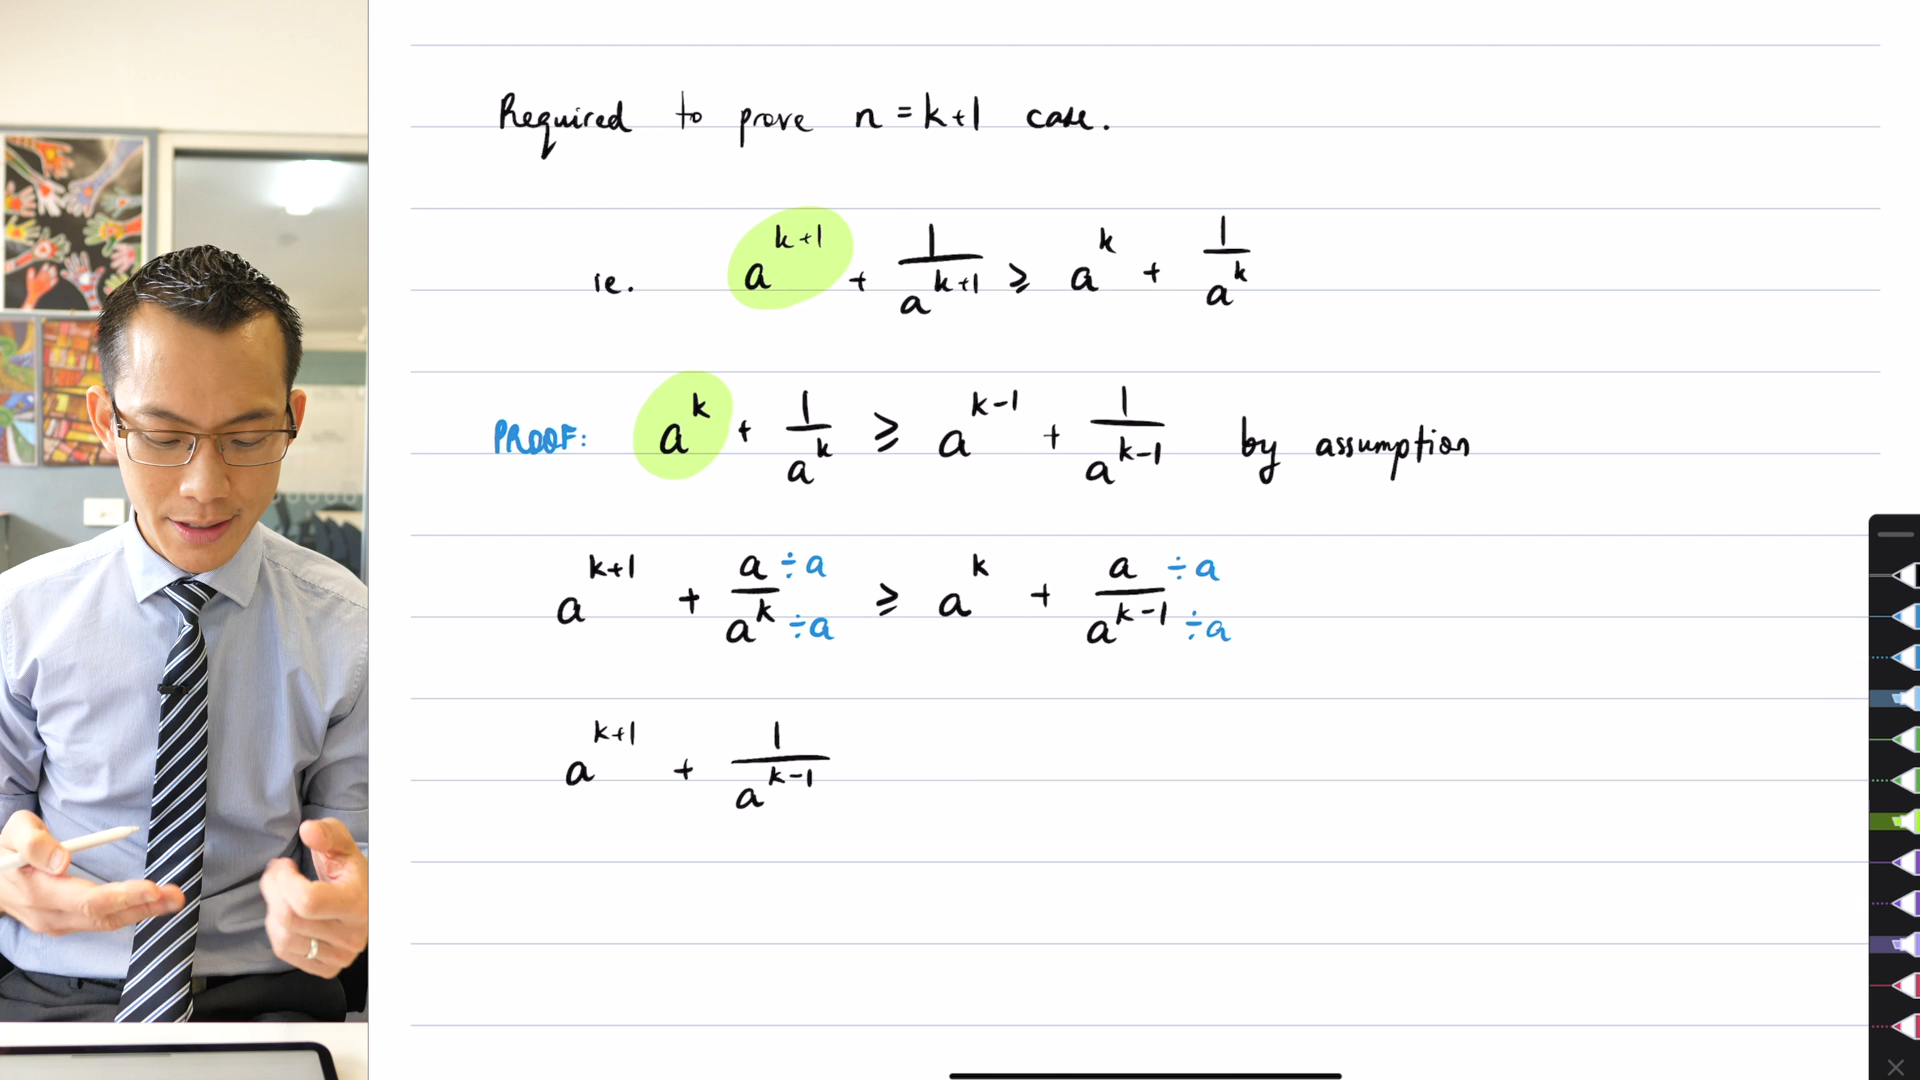 Required to prove n = k+1 case.
ie. a^(k+1) + 1/a^(k+1) ⩾ a^k + 1/a^k
PROOF: a^k + 1/a^k ⩾ a^(k-1) + 1/a^(k-1) by assumption
a^(k+1) + (a ÷a)/(a^k ÷a) ⩾ a^k + (a ÷a)/(a^(k-1) ÷a)
a^(k+1) + 1/a^(k-1)